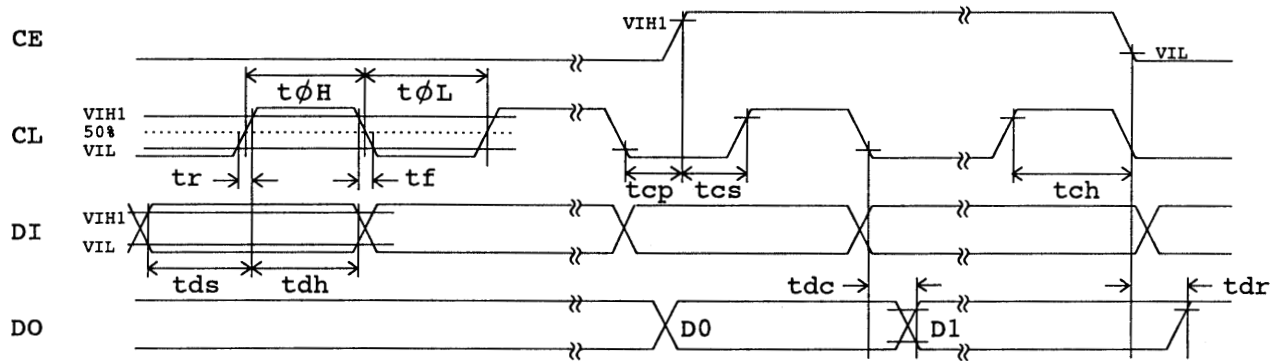 CE
VIH1
VIL
tφH
tφL
CL
VIH1
50%
VIL
tr
tf
tcp
tcs
tch
DI
VIH1
VIL
tds
tdh
tdc
tdr
DO
D0
D1